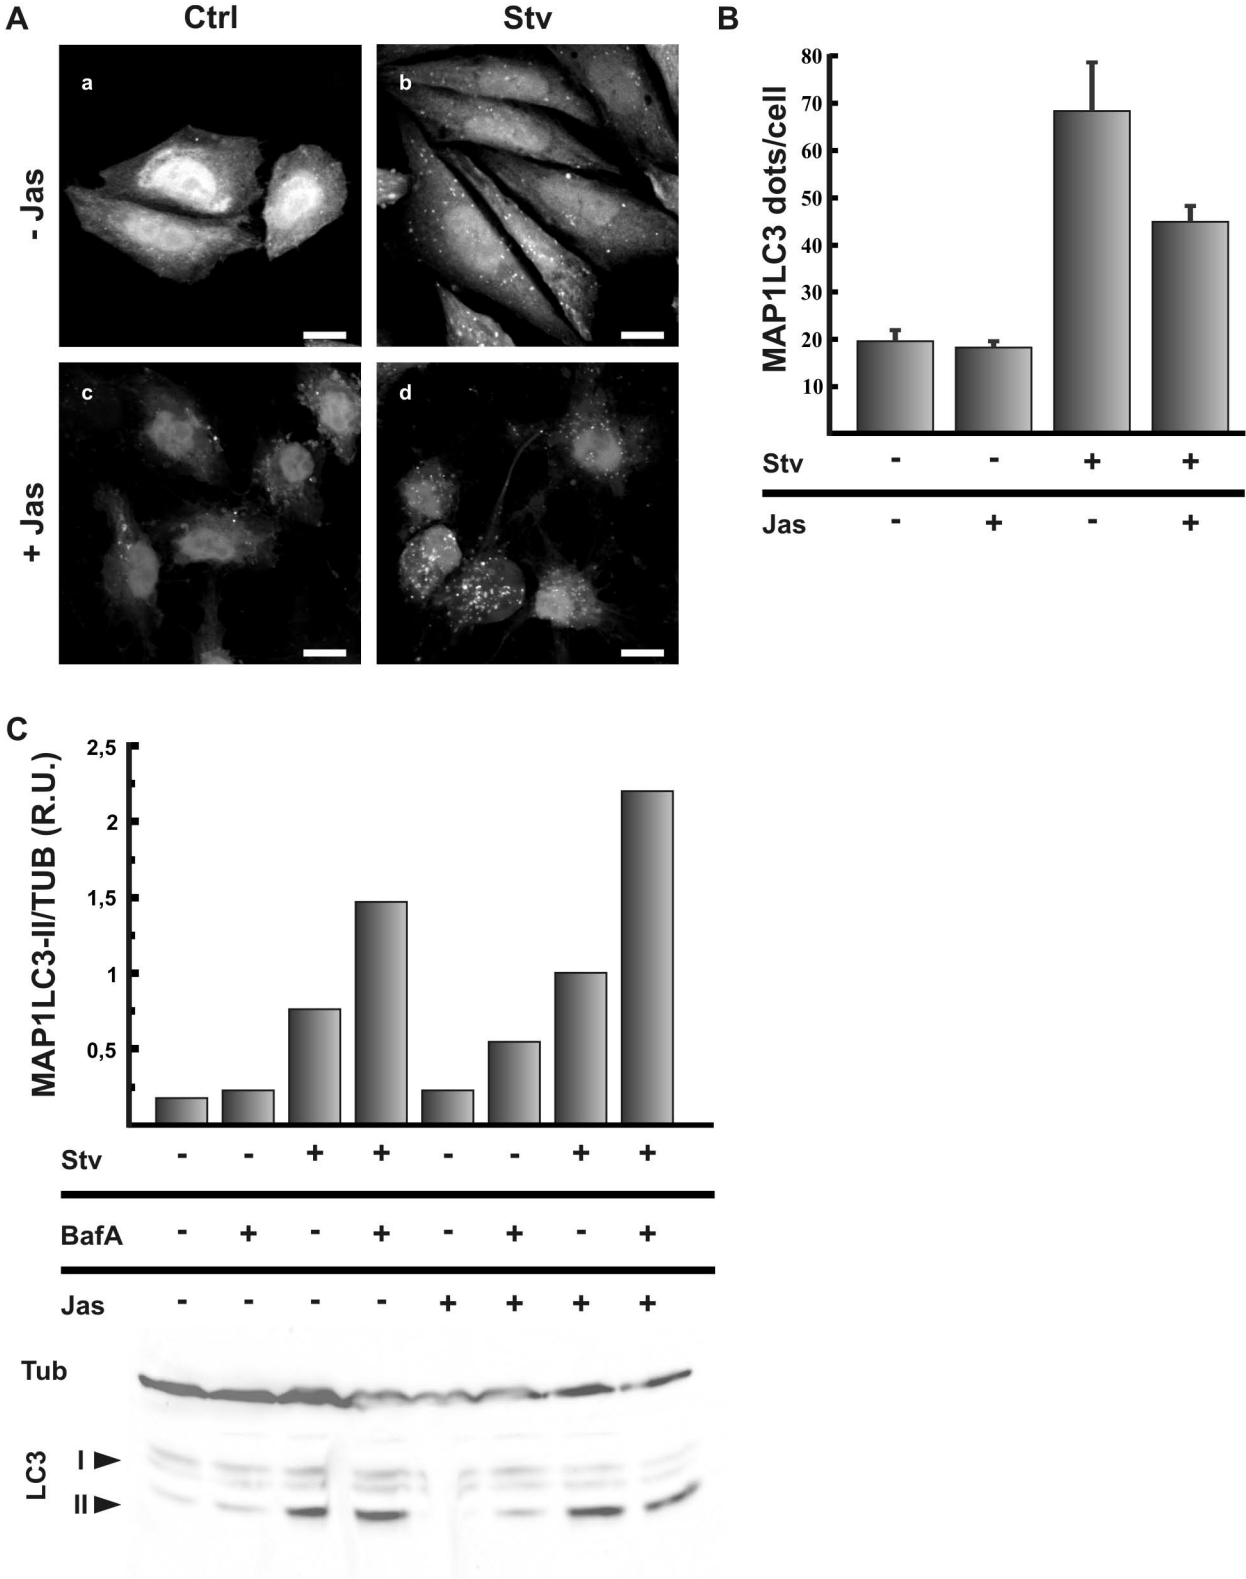 A
Ctrl
Stv
- Jas
+ Jas
a
b
c
d
B
MAP1LC3 dots/cell
80
70
60
50
40
30
20
10
Stv - - + +
Jas - + - +
C
MAP1LC3-II/TUB (R.U.)
2,5
2
1,5
1
0,5
Stv - - + + - - + +
BafA - + - + - + - +
Jas - - - - + + + +
Tub
LC3
I
II